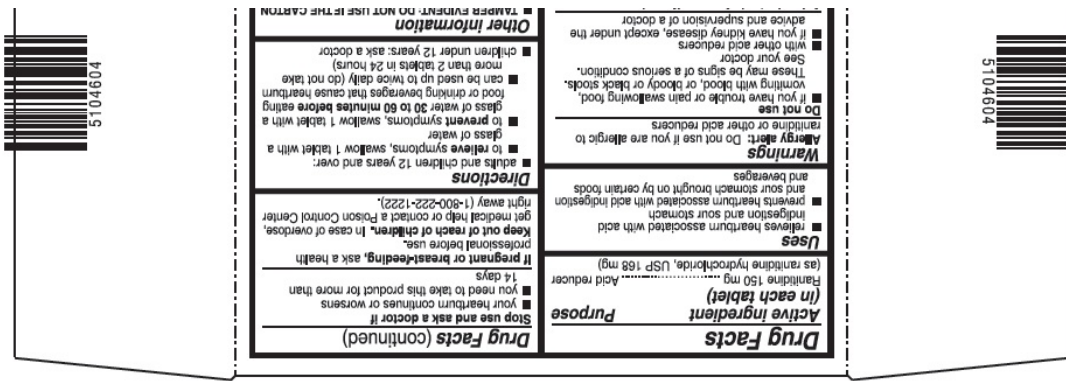 Drug Facts
Active ingredient Purpose
(in each tablet)
Ranitidine 150 mg ........................ Acid reducer
(as ranitidine hydrochloride, USP 168 mg)
Uses
■ relieves heartburn associated with acid
indigestion and sour stomach
■ prevents heartburn associated with acid indigestion
and sour stomach brought on by certain foods
and beverages
Warnings
Allergy alert: Do not use if you are allergic to
ranitidine or other acid reducers
Do not use
■ if you have trouble or pain swallowing food,
vomiting with blood, or bloody or black stools.
These may be signs of a serious condition.
See your doctor
■ with other acid reducers
■ if you have kidney disease, except under the
advice and supervision of a doctor
Drug Facts (continued)
Stop use and ask a doctor if
■ your heartburn continues or worsens
■ you need to take this product for more than
14 days
If pregnant or breast-feeding, ask a health
professional before use.
Keep out of reach of children. In case of overdose,
get medical help or contact a Poison Control Center
right away (1-800-222-1222).
Directions
■ adults and children 12 years and over:
■ to relieve symptoms, swallow 1 tablet with a
glass of water
■ to prevent symptoms, swallow 1 tablet with a
glass of water 30 to 60 minutes before eating
food or drinking beverages that cause heartburn
■ can be used up to twice daily (do not take
more than 2 tablets in 24 hours)
■ children under 12 years: ask a doctor
Other information
■ TAMPER EVIDENT: DO NOT USE IF THE CARTON
5104604
5104604